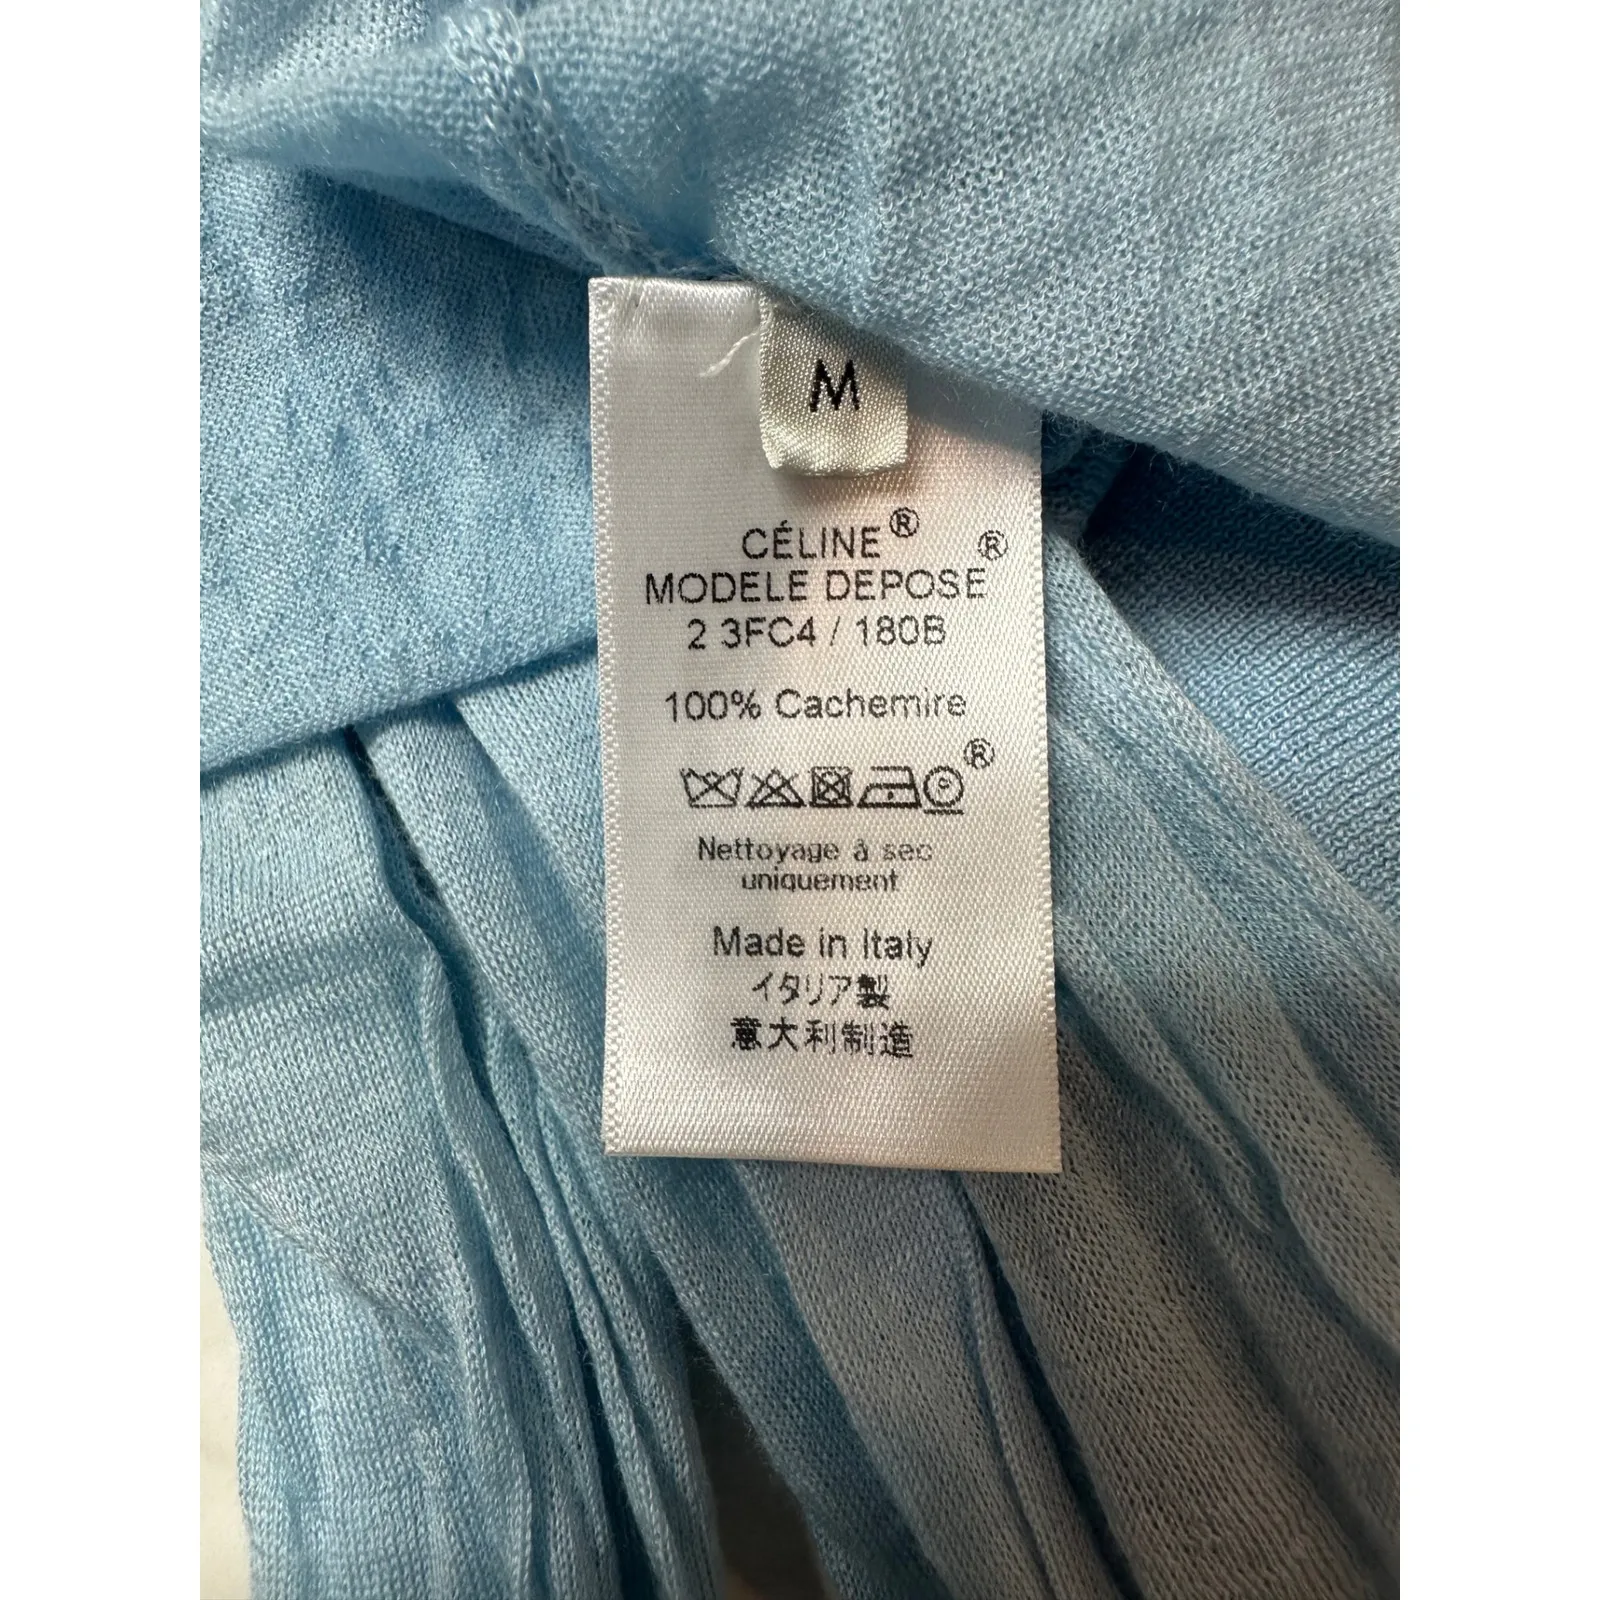 M
CÉLINE®
MODELE DEPOSE®
2 3FC4 / 180B
100% Cachemire
P ®
Nettoyage à sec
uniquement
Made in Italy
イタリア製
意大利制造